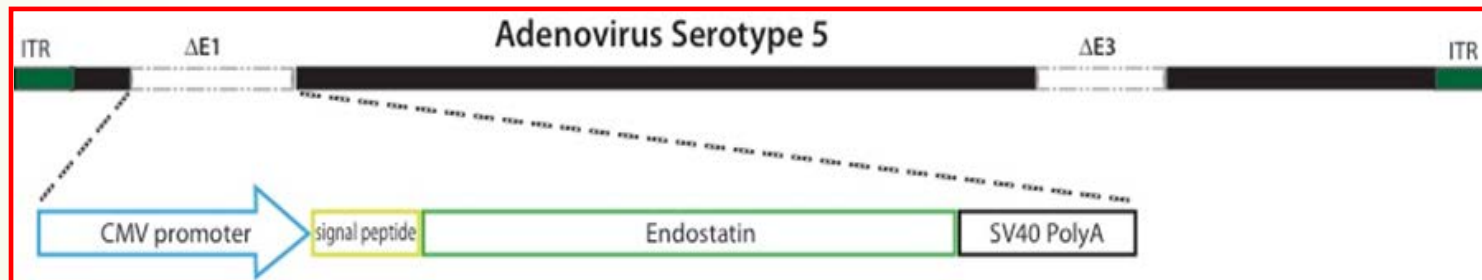 Adenovirus Serotype 5
ITR ΔE1 ΔE3 ITR
CMV promoter signal peptide Endostatin SV40 PolyA